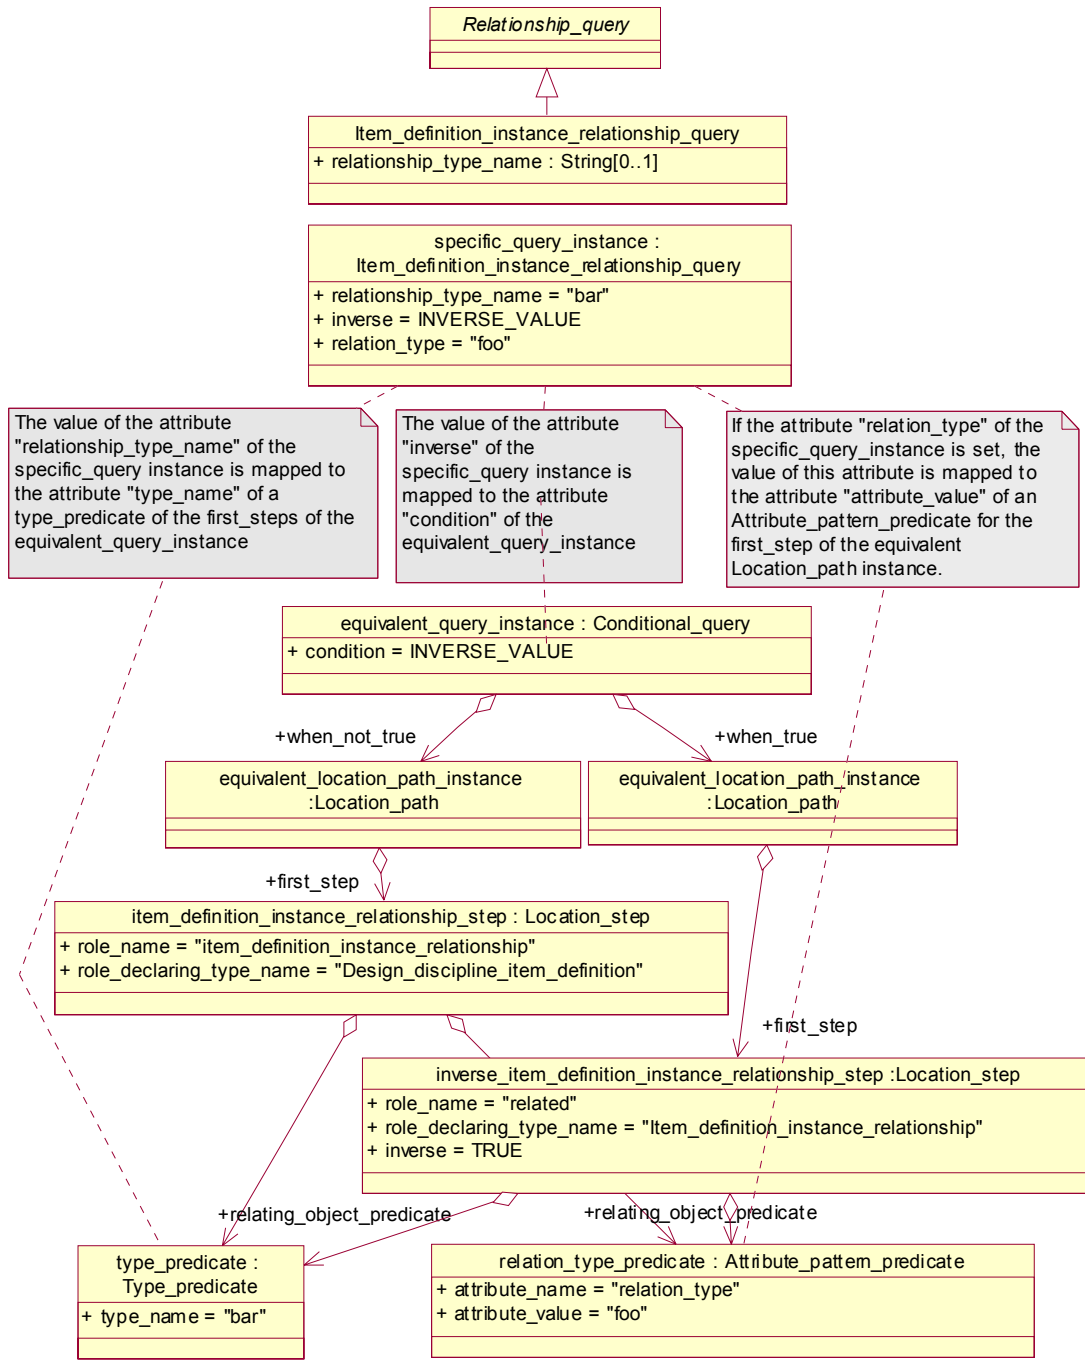 Relationship_query
Item_definition_instance_relationship_query
+ relationship_type_name : String[0..1]
specific_query_instance :
Item_definition_instance_relationship_query
+ relationship_type_name = "bar"
+ inverse = INVERSE_VALUE
+ relation_type = "foo"
The value of the attribute
"relationship_type_name" of the
specific_query instance is mapped to
the attribute "type_name" of a
type_predicate of the first_steps of the
equivalent_query_instance
The value of the attribute
"inverse" of the
specific_query instance is
mapped to the attribute
"condition" of the
equivalent_query_instance
If the attribute "relation_type" of the
specific_query_instance is set, the
value of this attribute is mapped to
the attribute "attribute_value" of an
Attribute_pattern_predicate for the
first_step of the equivalent
Location_path instance.
equivalent_query_instance : Conditional_query
+ condition = INVERSE_VALUE
+when_not_true
+when_true
equivalent_location_path_instance
:Location_path
equivalent_location_path_instance
:Location_path
+first_step
item_definition_instance_relationship_step : Location_step
+ role_name = "item_definition_instance_relationship"
+ role_declaring_type_name = "Design_discipline_item_definition"
+first_step
inverse_item_definition_instance_relationship_step :Location_step
+ role_name = "related"
+ role_declaring_type_name = "Item_definition_instance_relationship"
+ inverse = TRUE
+relating_object_predicate
+relating_object_predicate
type_predicate :
Type_predicate
+ type_name = "bar"
relation_type_predicate : Attribute_pattern_predicate
+ attribute_name = "relation_type"
+ attribute_value = "foo"